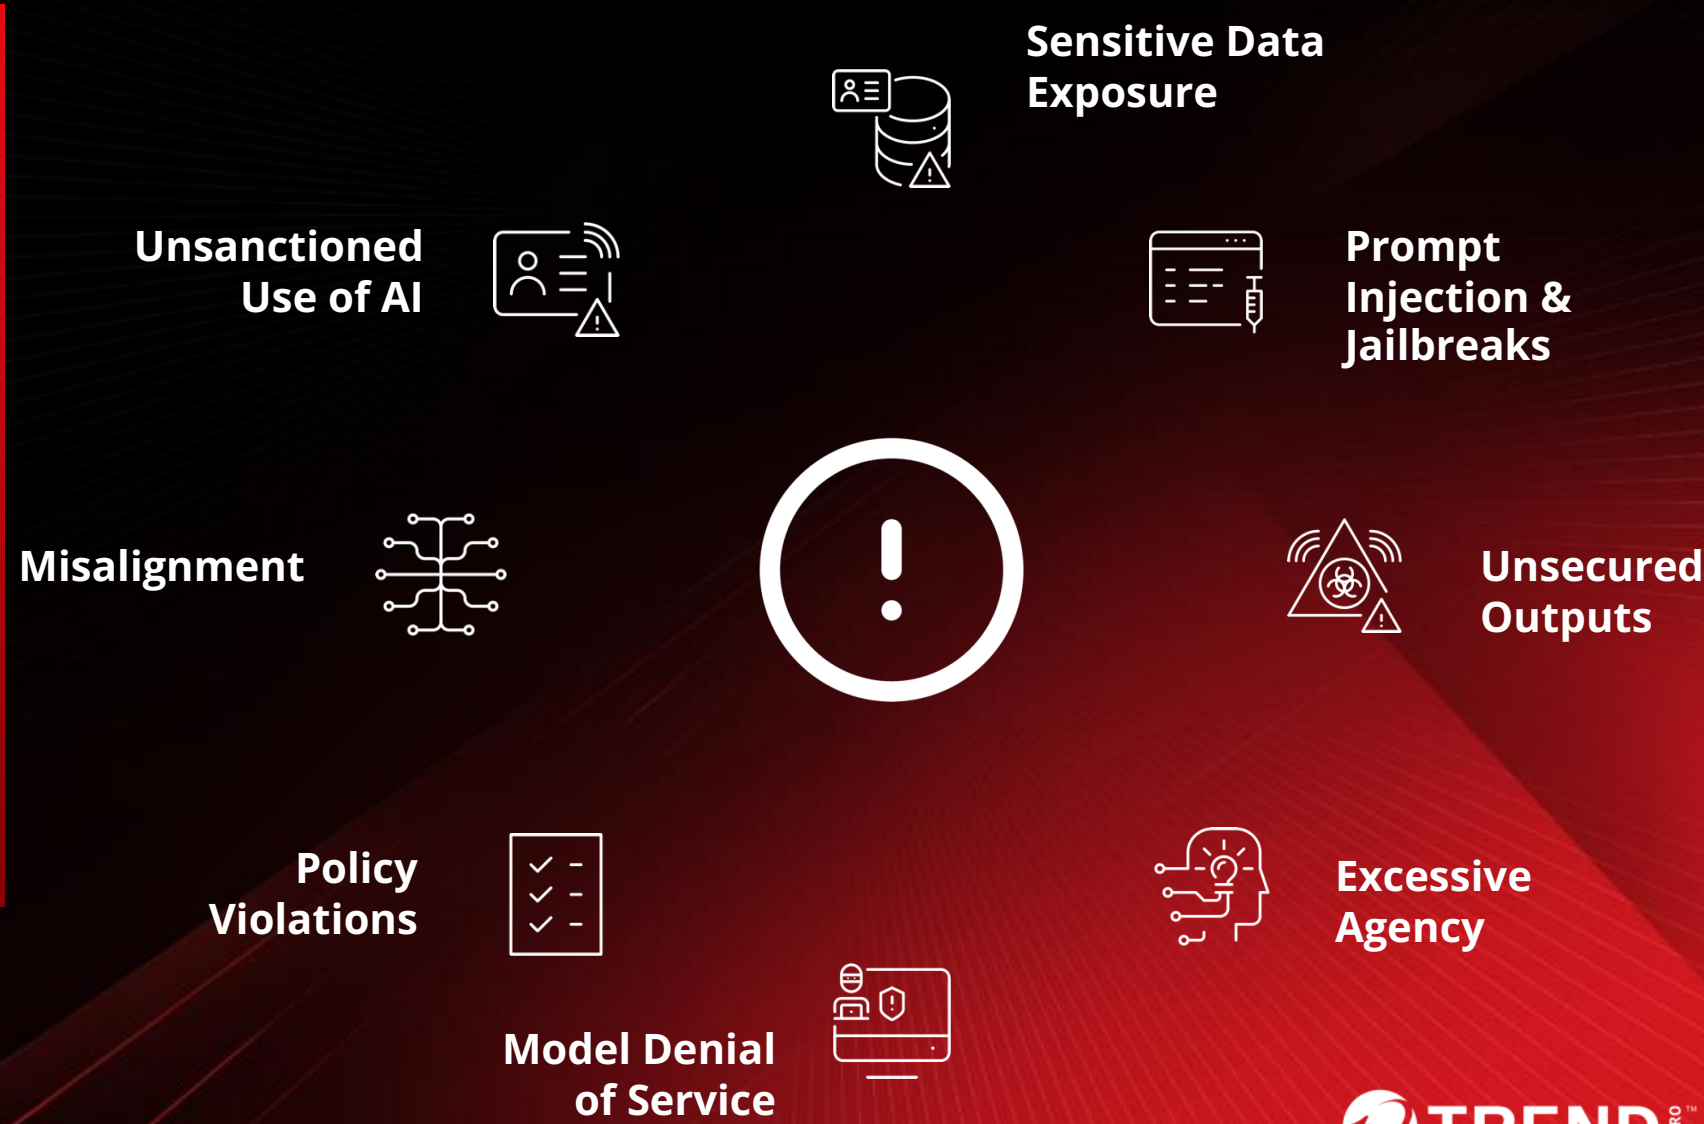 Sensitive Data
Exposure
Unsanctioned
Use of AI
Prompt
Injection &
Jailbreaks
Misalignment
Unsecured
Outputs
Policy
Violations
Excessive
Agency
Model Denial
of Service
TREND